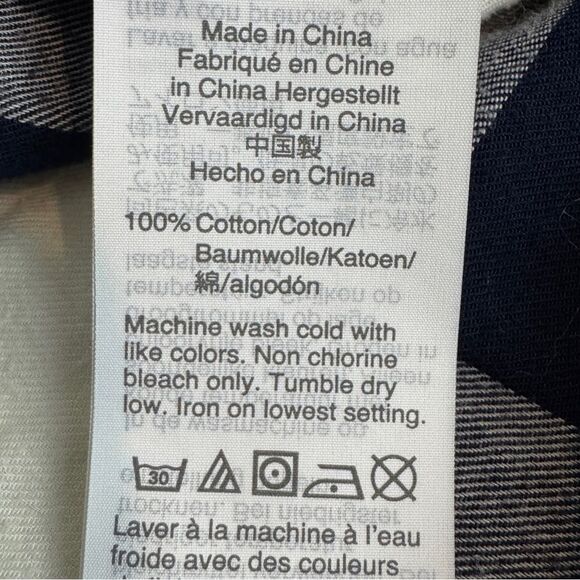 Made in China
Fabriqué en Chine
in China Hergestellt
Vervaardigd in China
中国製
Hecho en China
100% Cotton/Coton/
Baumwolle/Katoen/
綿/algodón
Machine wash cold with
like colors. Non chlorine
bleach only. Tumble dry
low. Iron on lowest setting.
30
Laver à la machine à l'eau
froide avec des couleurs